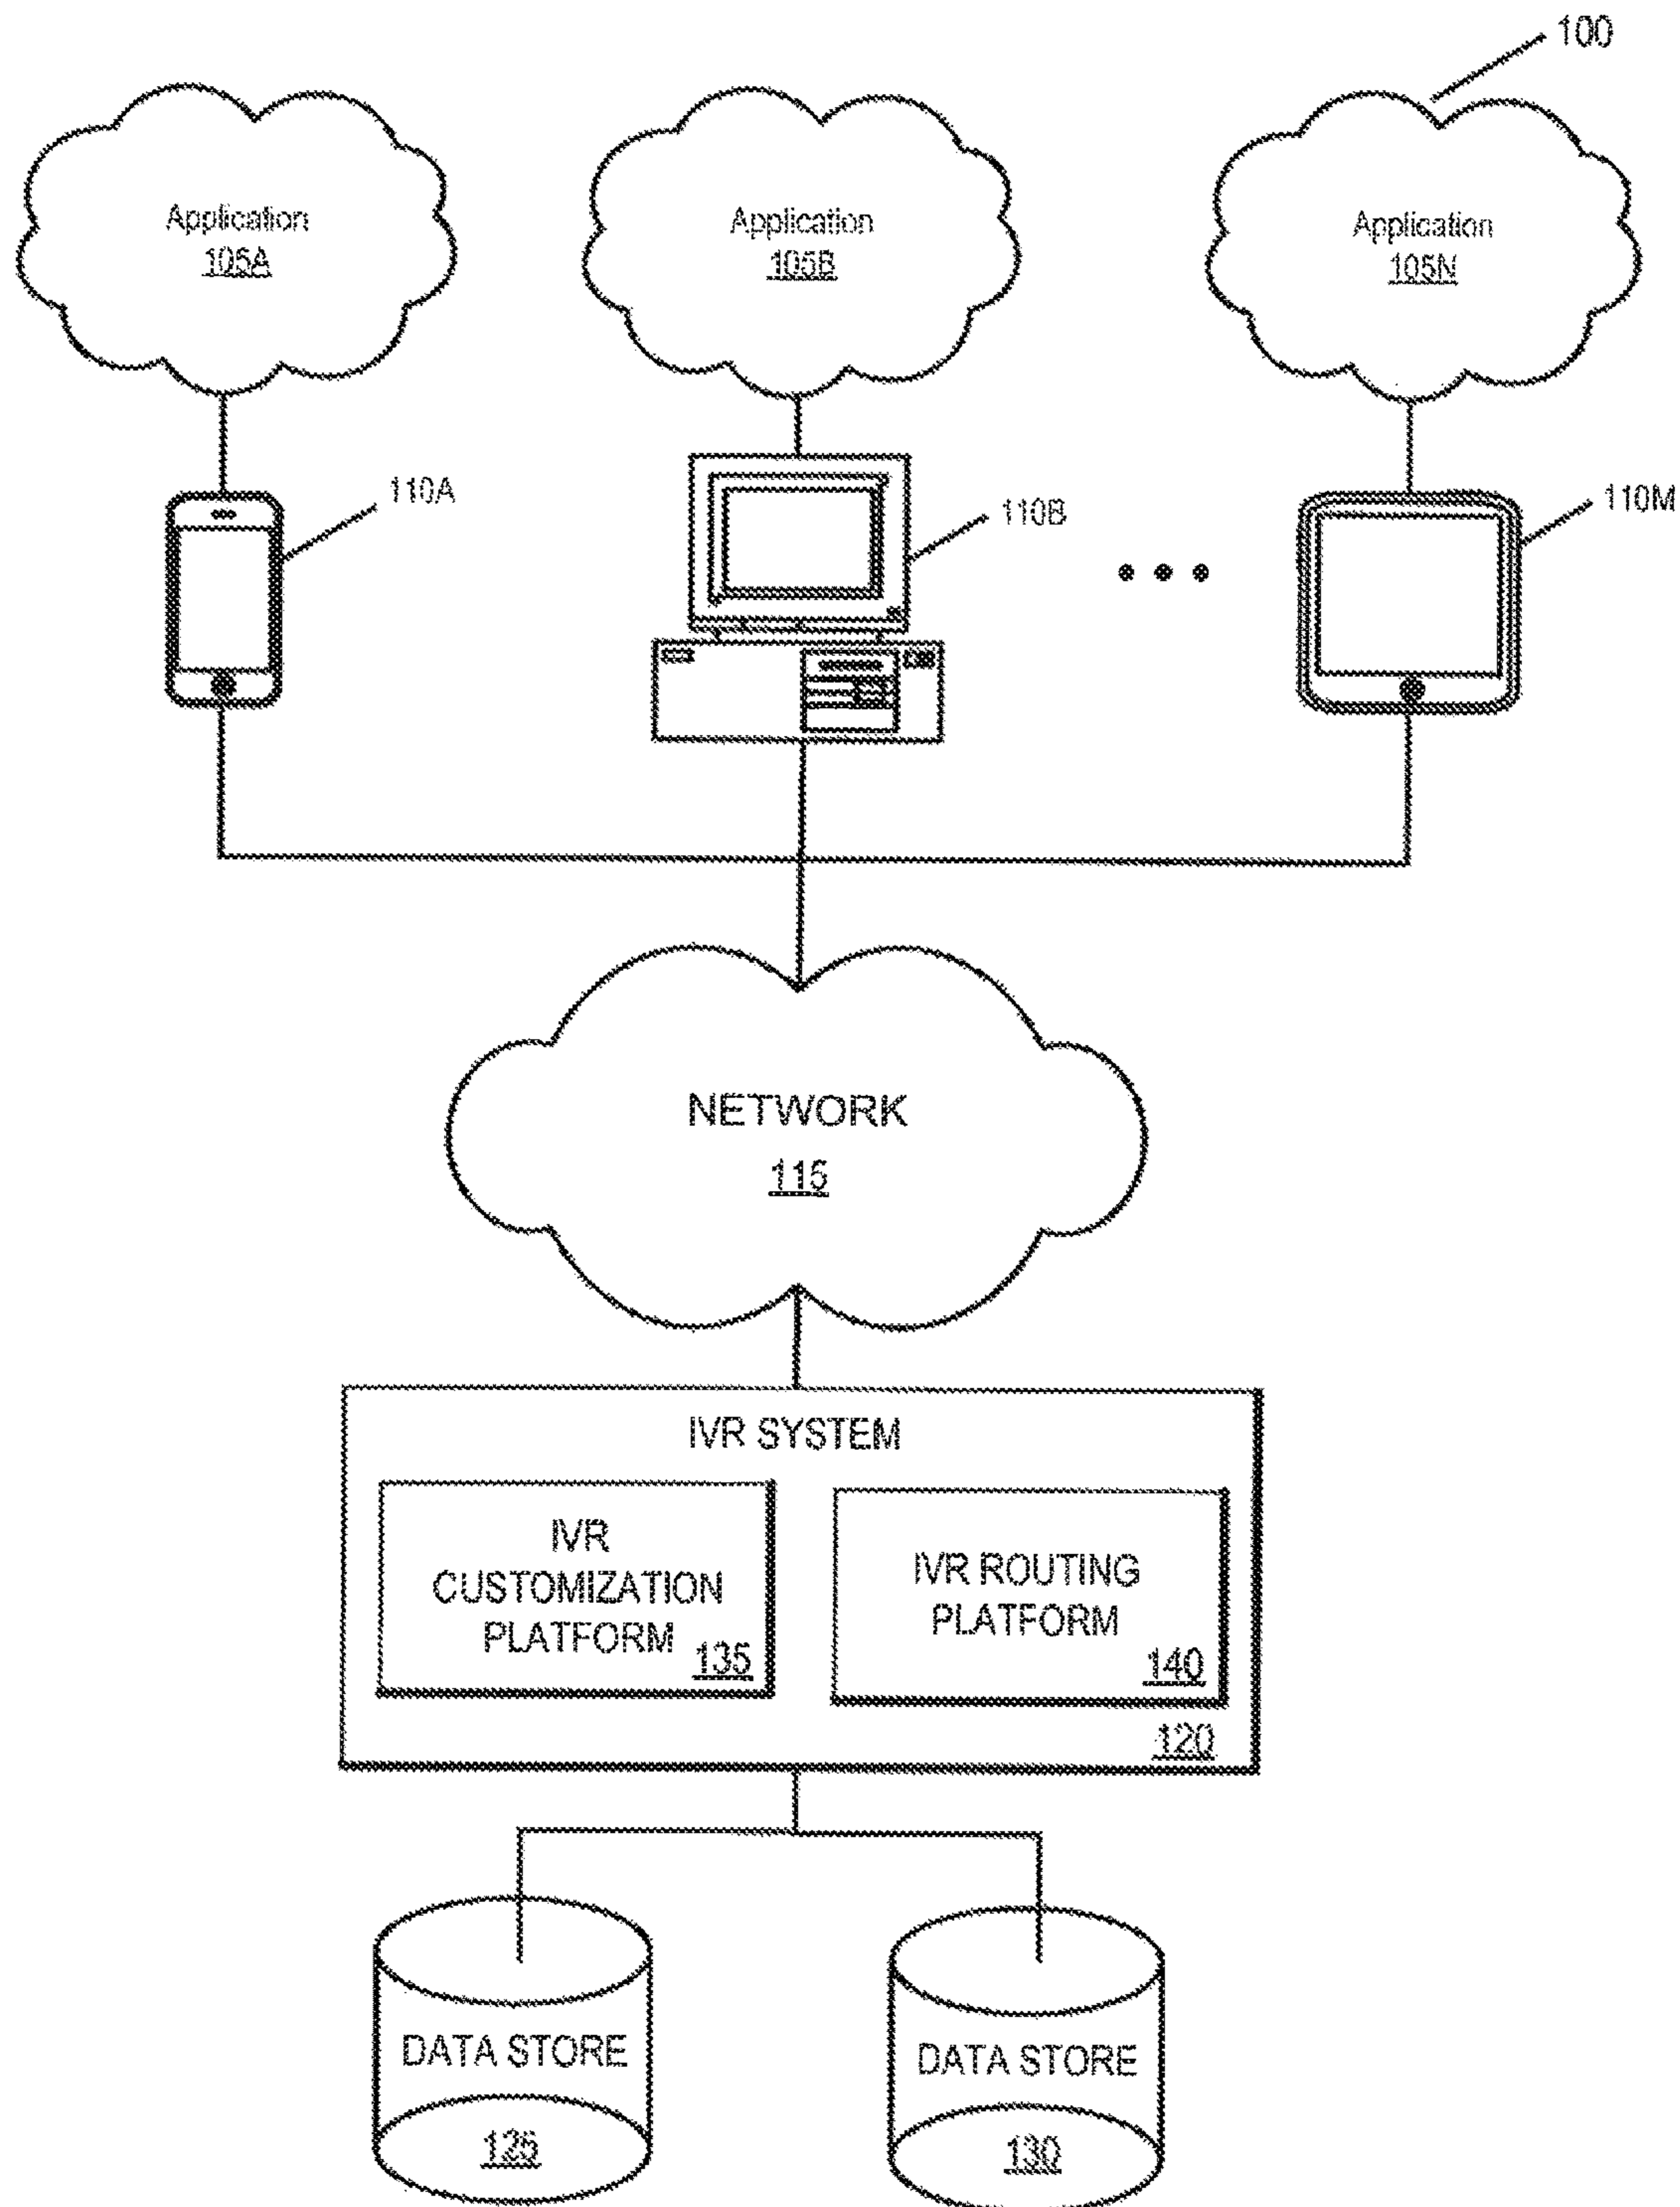 100
Application
105A
Application
105B
Application
105N
110A
110B
110M
NETWORK
115
IVR SYSTEM
IVR
CUSTOMIZATION
PLATFORM
135
IVR ROUTING
PLATFORM
140
120
DATA STORE
125
DATA STORE
130